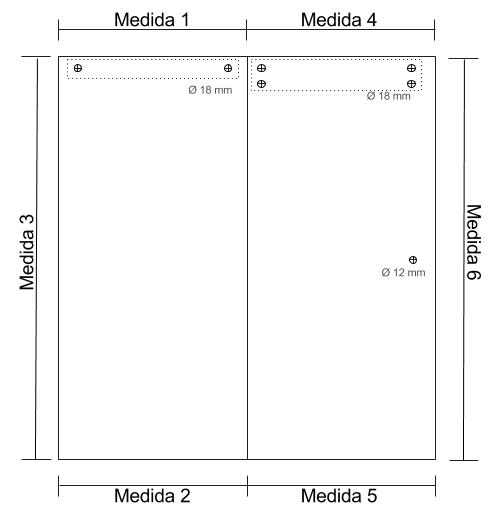 Medida 1
Medida 4
Ø 18 mm
Ø 18 mm
Medida 3
Medida 6
Ø 12 mm
Medida 2
Medida 5